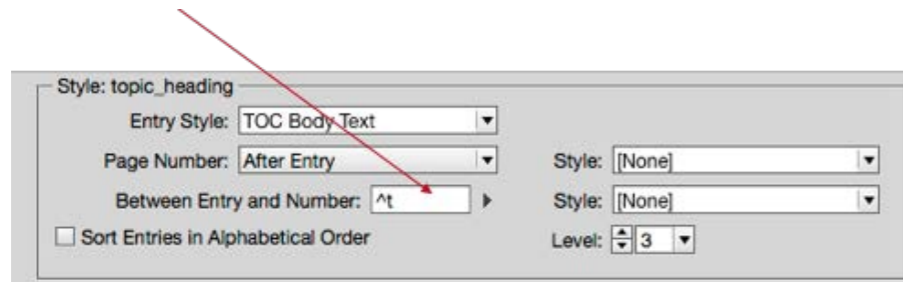 Style: topic_heading
Entry Style: TOC Body Text
Page Number: After Entry Style: [None]
Between Entry and Number: ^t Style: [None]
Sort Entries in Alphabetical Order Level: 3